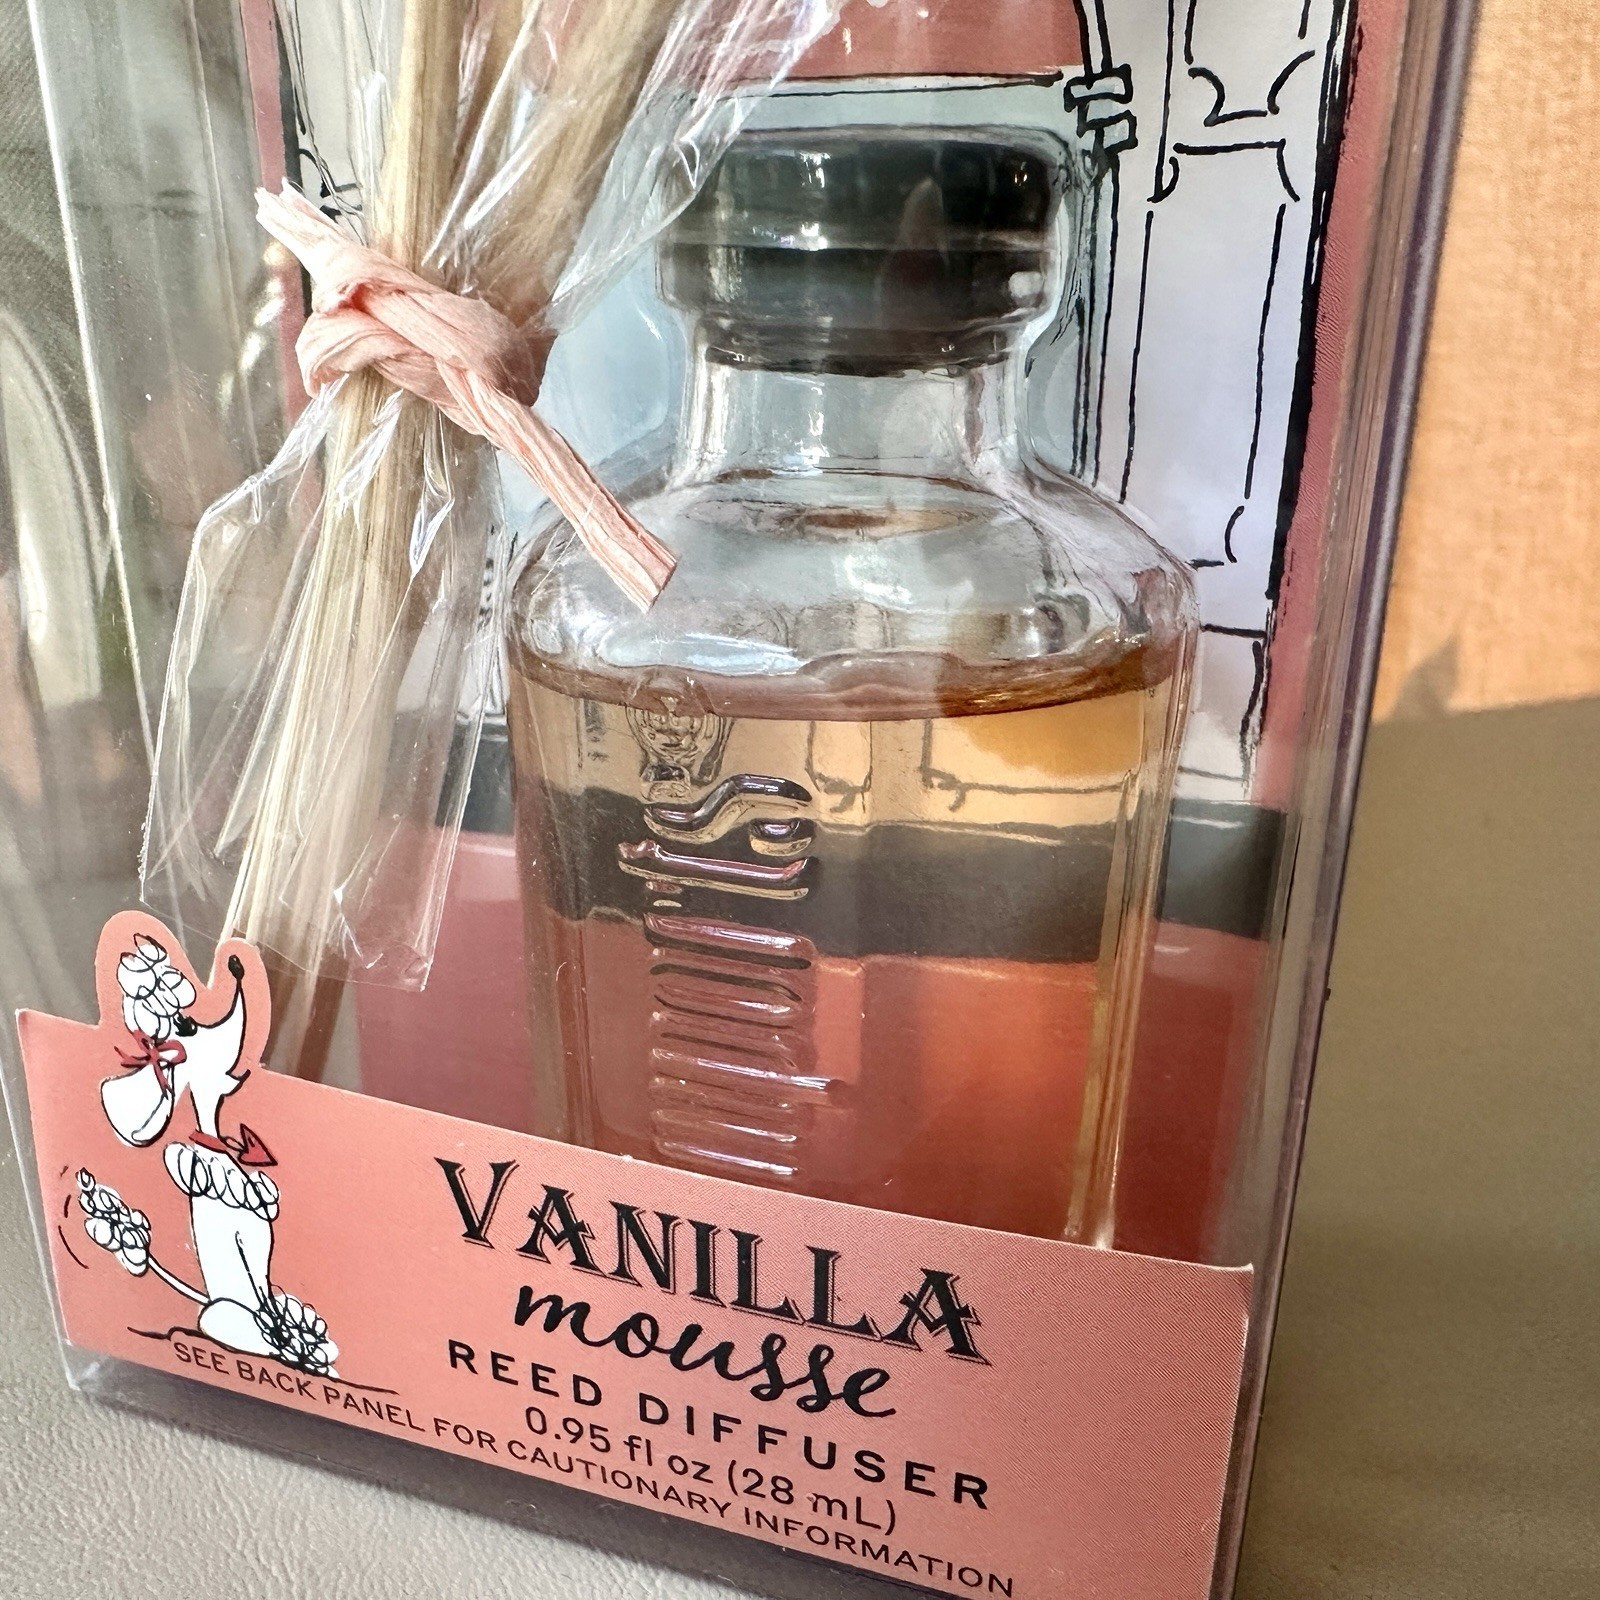 VANILLA
mousse
REED DIFFUSER
0.95 fl oz (28 mL)
SEE BACK PANEL FOR CAUTIONARY INFORMATION